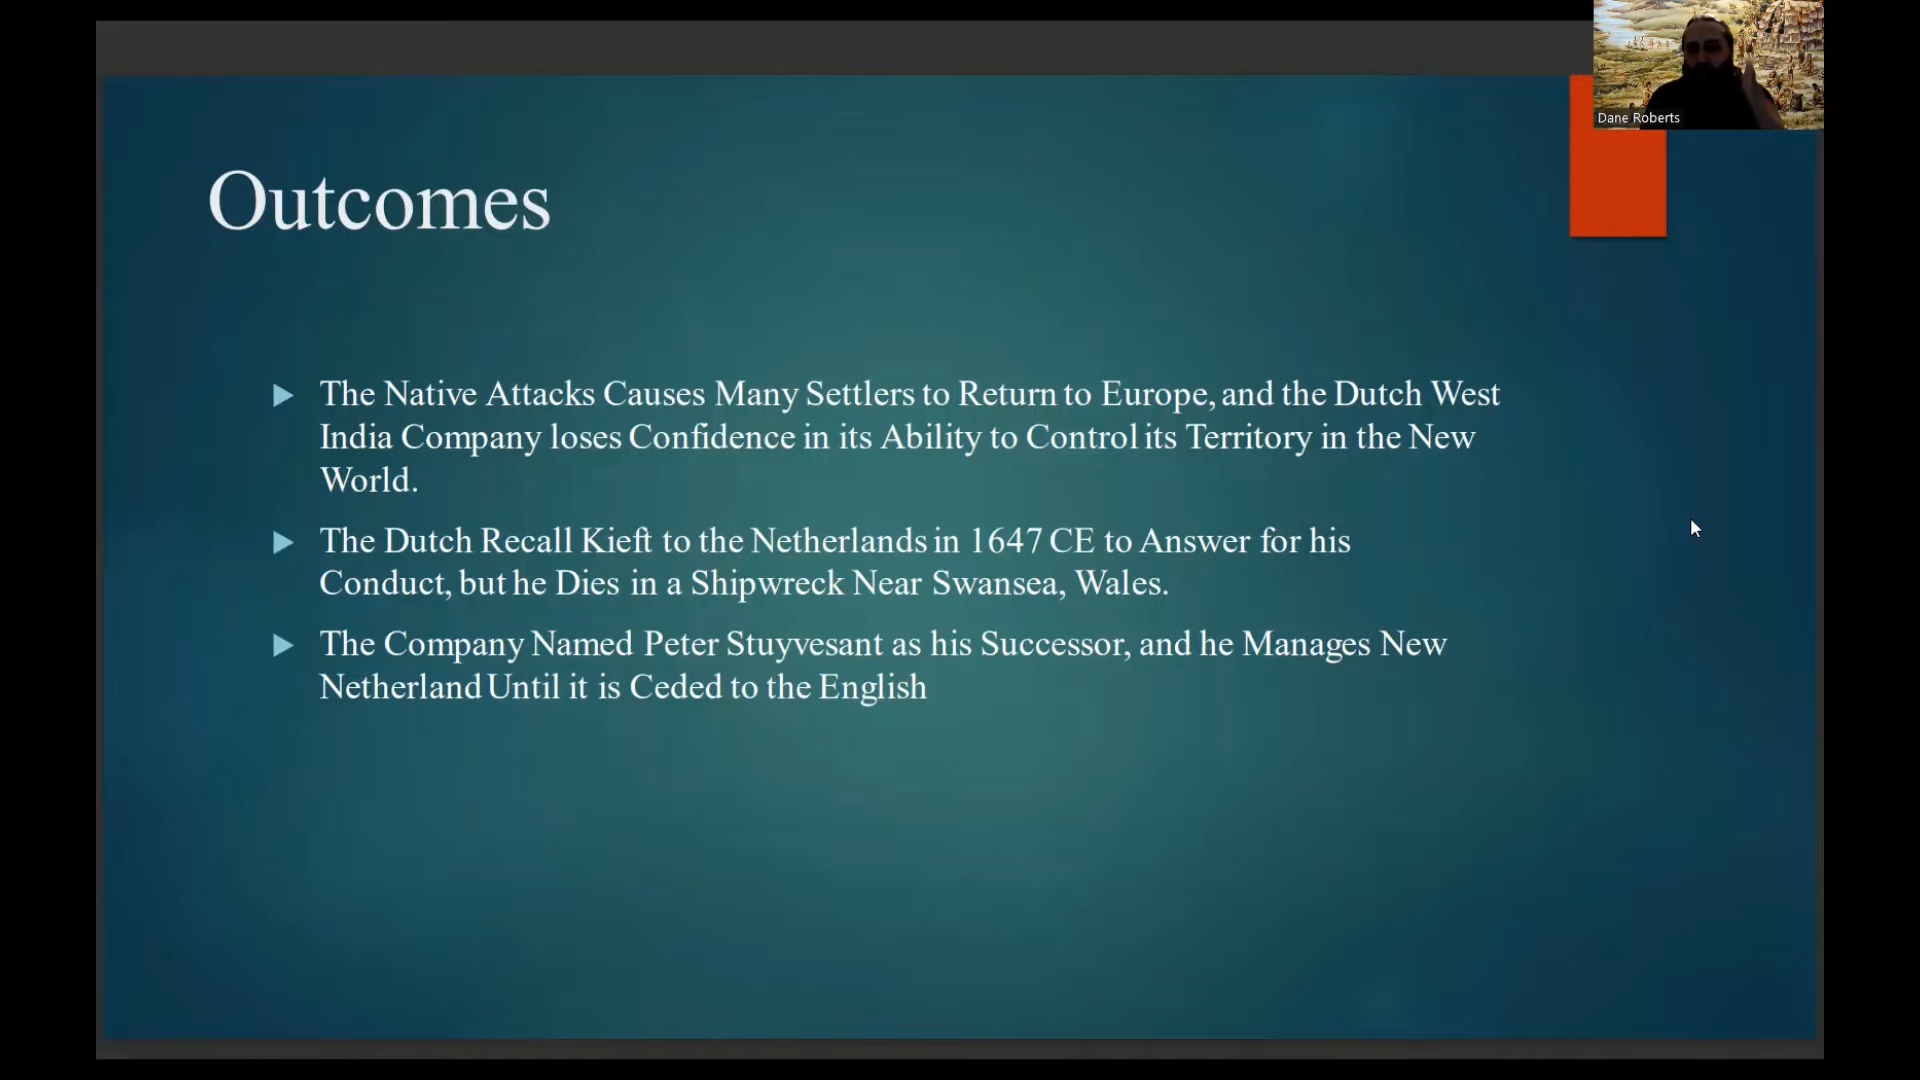 Dane Roberts
Outcomes
The Native Attacks Causes Many Settlers to Return to Europe, and the Dutch West
India Company loses Confidence in its Ability to Control its Territory in the New
World.
The Dutch Recall Kieft to the Netherlands in 1647 CE to Answer for his
Conduct, but he Dies in a Shipwreck Near Swansea, Wales.
The Company Named Peter Stuyvesant as his Successor, and he Manages New
Netherland Until it is Ceded to the English